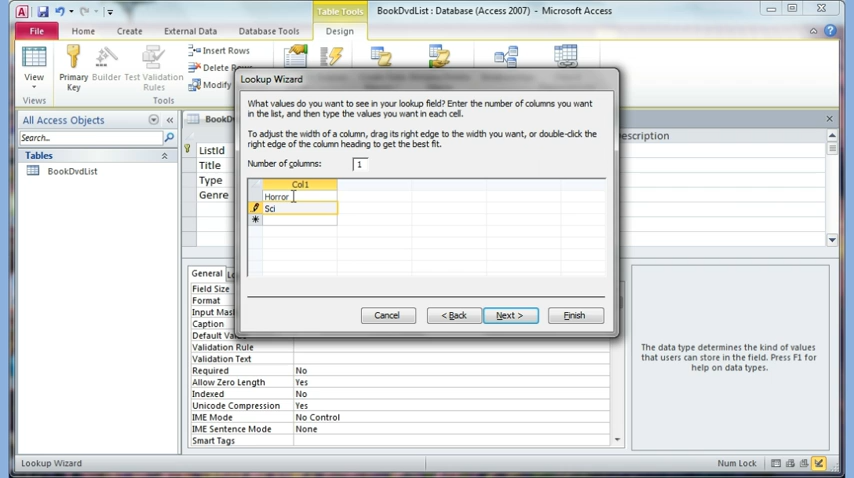 Table Tools
BookDvdList : Database (Access 2007) - Microsoft Access
File
Home
Create
External Data
Database Tools
Design
View
Primary Key
Builder
Test Validation Rules
Insert Rows
Delete
Modify
Views
Tools
All Access Objects
Search...
Tables
BookDvdList
ListId
Title
Type
Genre
Lookup Wizard
What values do you want to see in your lookup field? Enter the number of columns you want
in the list, and then type the values you want in each cell.
To adjust the width of a column, drag its right edge to the width you want, or double-click the
right edge of the column heading to get the best fit.
Number of columns: 1
Col1
Horror
Sci
Cancel
< Back
Next >
Finish
General
Field Size
Format
Caption
Validation Rule
Validation Text
Required No
Allow Zero Length Yes
Indexed No
Unicode Compression Yes
IME Mode No Control
IME Sentence Mode None
Smart Tags
The data type determines the kind of values
that users can store in the field. Press F1 for
help on data types.
Lookup Wizard
Num Lock